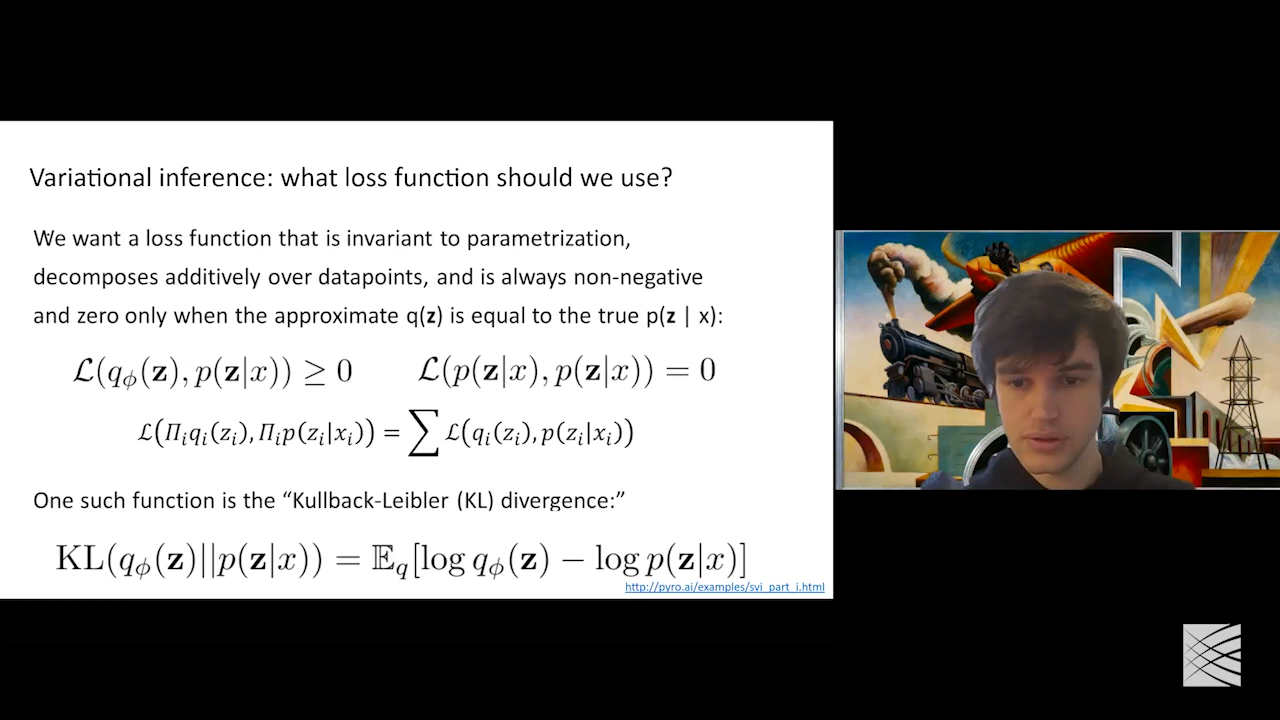 Variational inference: what loss function should we use?
We want a loss function that is invariant to parametrization,
decomposes additively over datapoints, and is always non-negative
and zero only when the approximate q(z) is equal to the true p(z | x):
ℒ(q_ϕ(z), p(z|x)) ≥ 0 ℒ(p(z|x), p(z|x)) = 0
ℒ(Π_i q_i(z_i), Π_i p(z_i|x_i)) = ∑ ℒ(q_i(z_i), p(z_i|x_i))
One such function is the “Kullback-Leibler (KL) divergence:”
KL(q_ϕ(z)||p(z|x)) = 𝔼_q[log q_ϕ(z) − log p(z|x)]
http://pyro.ai/examples/svi_part_i.html